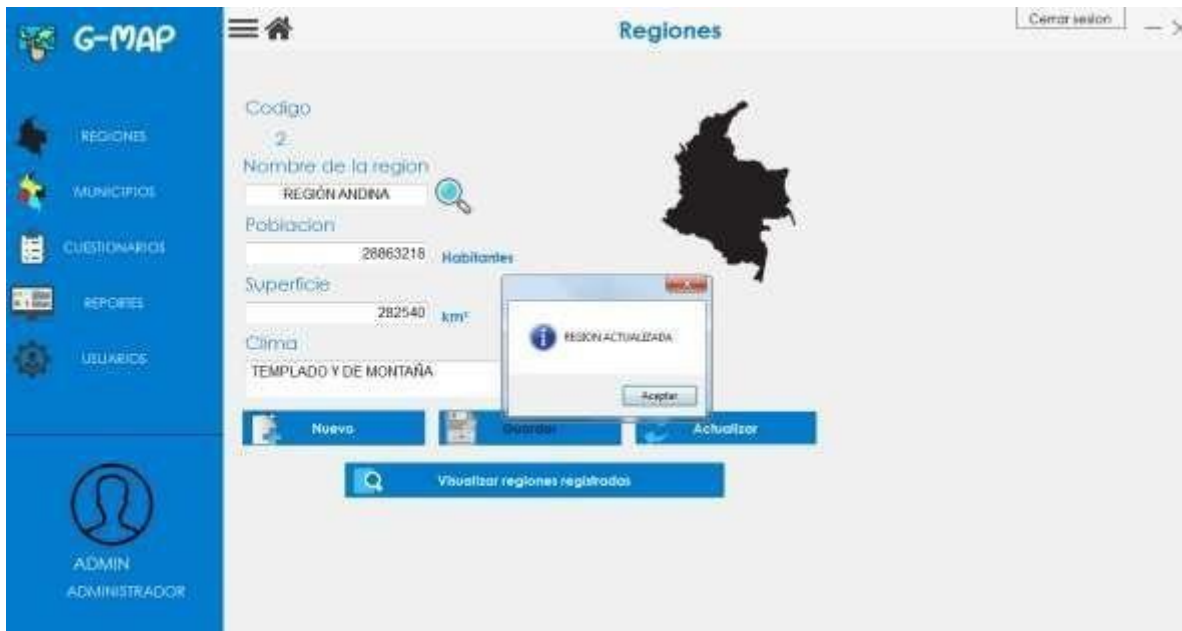 G-MAP
Regiones
Cerrar sesion
REGIONES
MUNICIPIOS
CUESTIONARIOS
REPORTES
USUARIOS
ADMIN
ADMINISTRADOR
Codigo
2
Nombre de la region
REGIÓN ANDINA
Poblacion
28863218 Habitantes
Superficie
282540 km²
Clima
TEMPLADO Y DE MONTAÑA
REGION ACTUALIZADA
Aceptar
Nuevo
Guardar
Actualizar
Visualizar regiones registradas